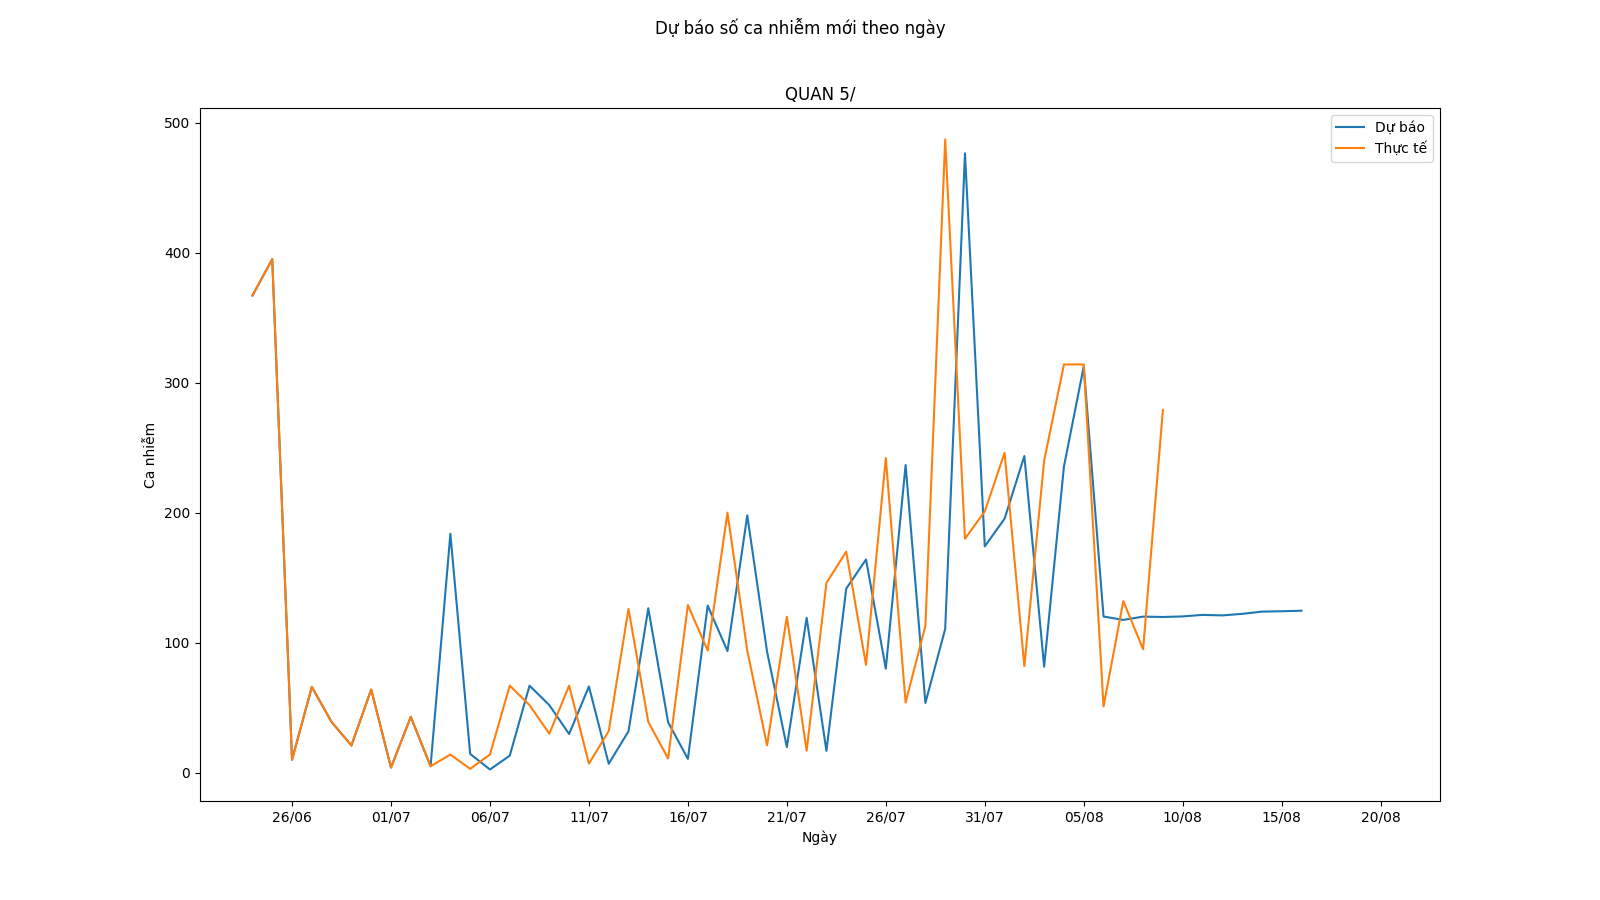 Dự báo số ca nhiễm mới theo ngày
QUAN 5/
Dự báo
Thực tế
500
400
300
200
100
0
Ca nhiễm
26/06 01/07 06/07 11/07 16/07 21/07 26/07 31/07 05/08 10/08 15/08 20/08
Ngày